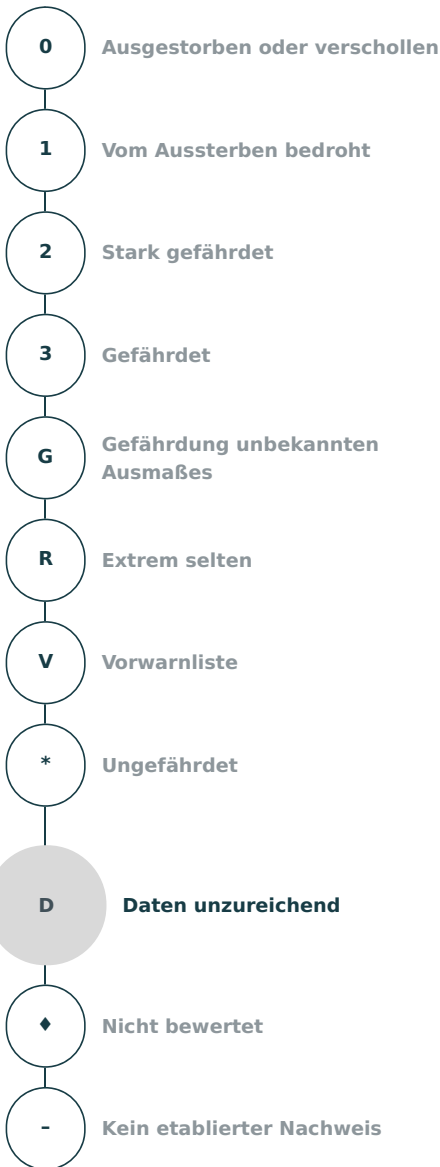 0 Ausgestorben oder verschollen
1 Vom Aussterben bedroht
2 Stark gefährdet
3 Gefährdet
G Gefährdung unbekannten
Ausmaßes
R Extrem selten
V Vorwarnliste
* Ungefährdet
D Daten unzureichend
♦ Nicht bewertet
– Kein etablierter Nachweis